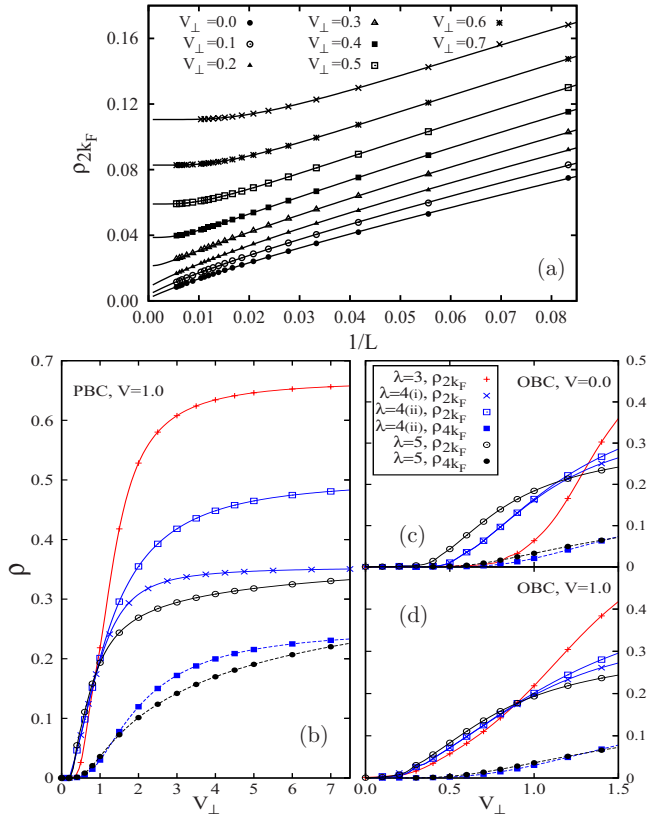 V⊥=0.0 V⊥=0.3 V⊥=0.6
V⊥=0.1 V⊥=0.4 V⊥=0.7
V⊥=0.2 V⊥=0.5
0.16
0.12
0.08
0.04
0.00
ρ2kF
(a)
0.00 0.01 0.02 0.03 0.04 0.05 0.06 0.07 0.08
1/L
0.7
0.6
0.5
0.4
0.3
0.2
0.1
0
ρ
PBC, V=1.0
(b)
0 1 2 3 4 5 6 7
V⊥
λ=3, ρ2kF
λ=4(i), ρ2kF
λ=4(ii), ρ2kF
λ=4(ii), ρ4kF
λ=5, ρ2kF
λ=5, ρ4kF
OBC, V=0.0
(c)
0.5
0.4
0.3
0.2
0.1
0
OBC, V=1.0
(d)
0.4
0.3
0.2
0.1
0
0.0 0.5 1.0 1.5
V⊥